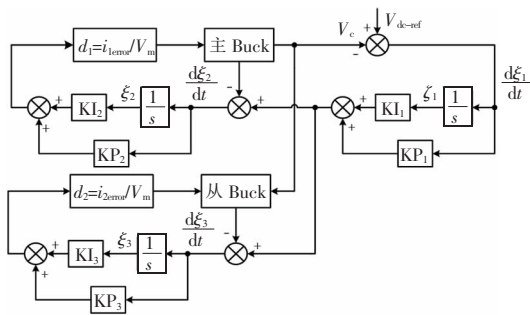 d₁=i₁error/Vm
主 Buck
Vc
+
Vdc-ref
-
dξ₂/dt
dξ₁/dt
-
+
KI₂
ξ₂
1/s
+
+
KI₁
ζ₁
1/s
+
KP₂
+
KP₁
d₂=i₂error/Vm
从 Buck
dξ₃/dt
-
+
KI₃
ξ₃
1/s
+
+
KP₃